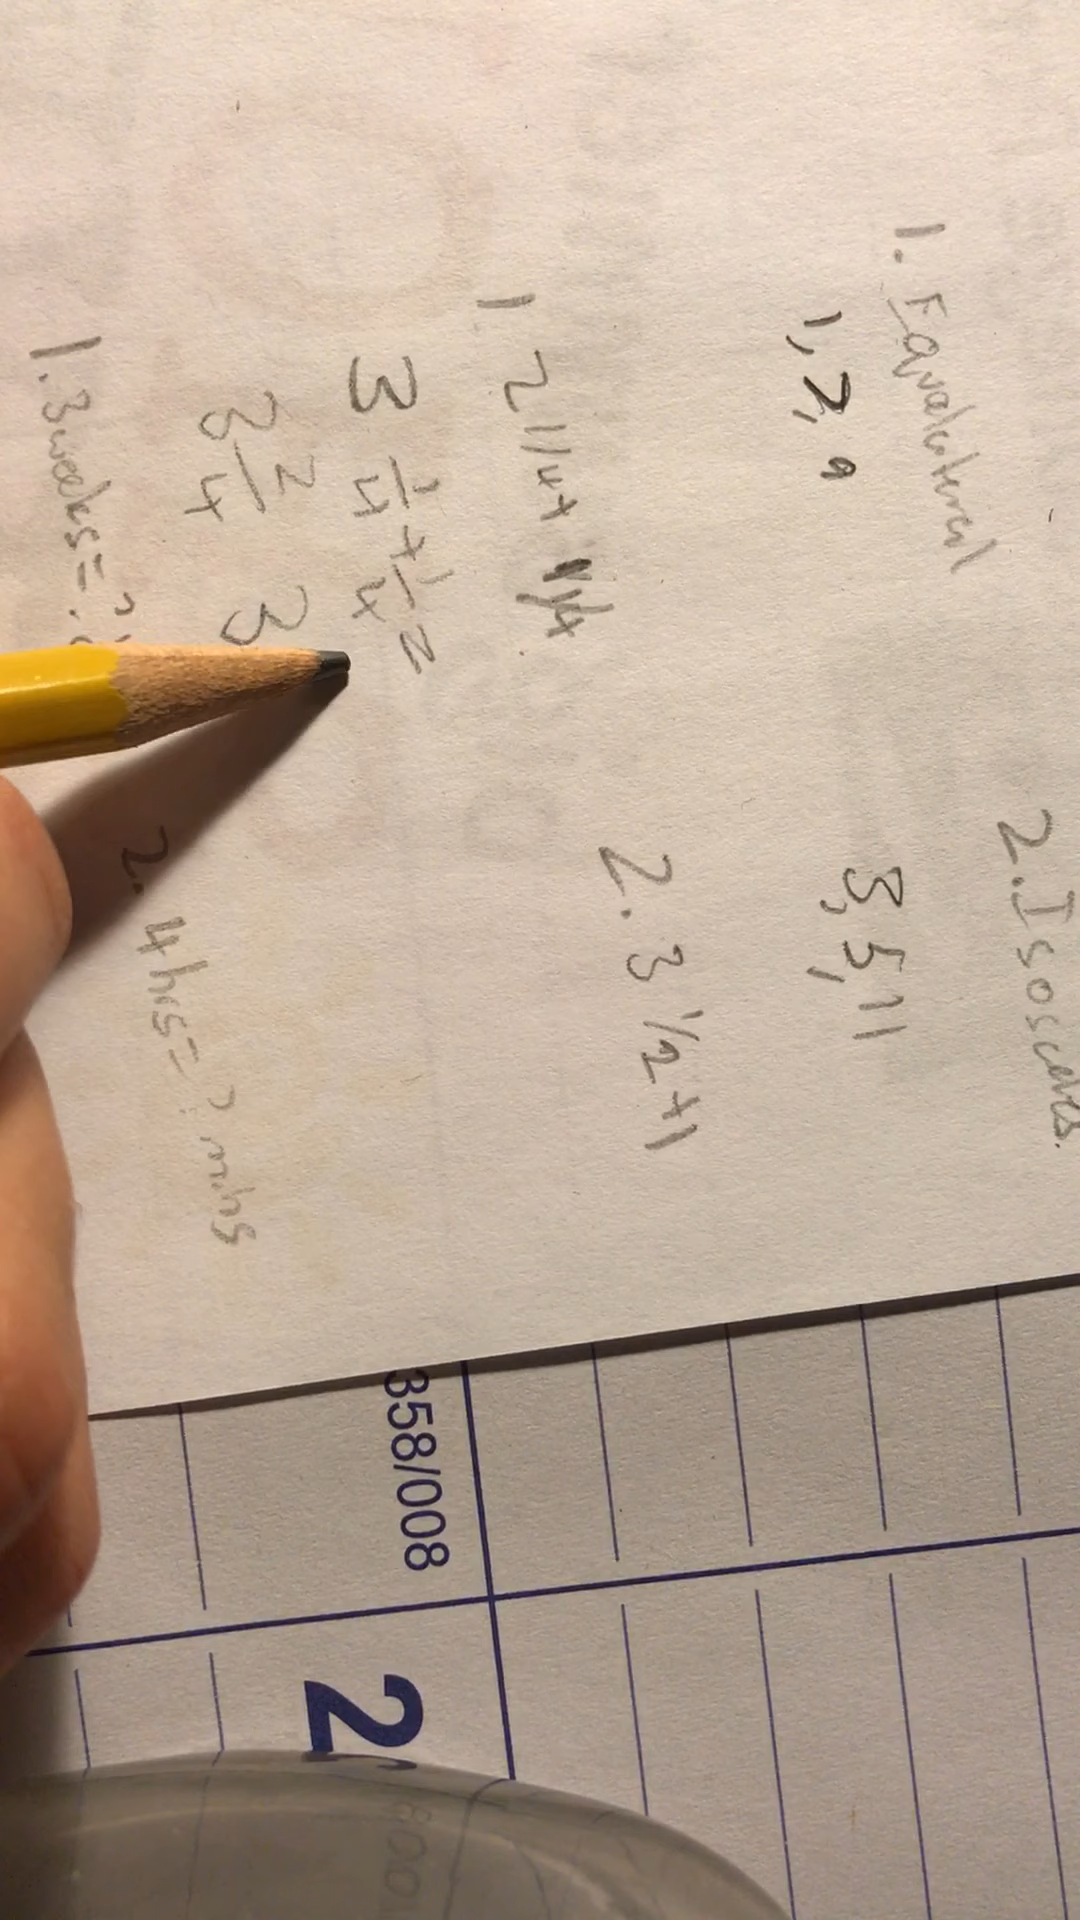 1. Equilateral
2. Isosceles.
1, 2, 9
3, 5, 11
1. 2 1/4 + 1/4
2. 3 1/2 + 1
3 1/4 + 1/4 =
3 2/4 3
1. 3 weeks = ?
2. 4 hrs = ? mins
358/008
2